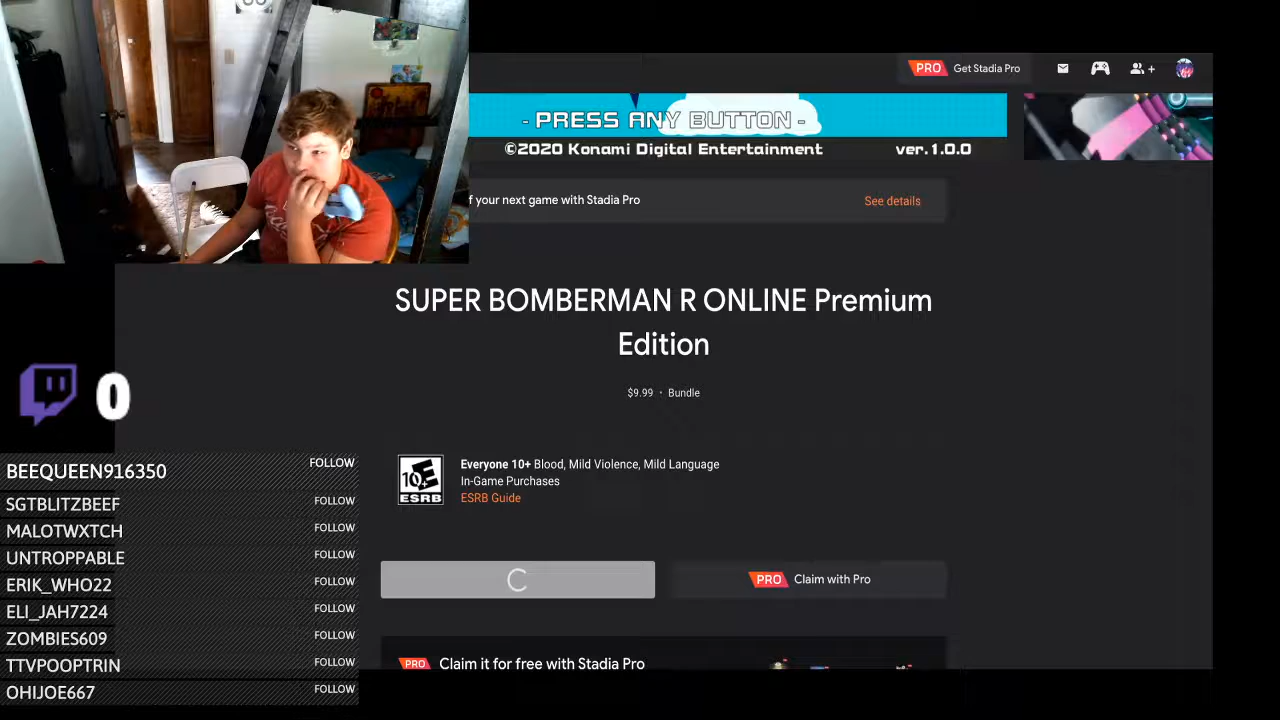 PRO Get Stadia Pro
- PRESS ANY BUTTON -
©2020 Konami Digital Entertainment ver.1.0.0
f your next game with Stadia Pro See details
SUPER BOMBERMAN R ONLINE Premium
Edition
$9.99 · Bundle
0
10+
ESRB
Everyone 10+ Blood, Mild Violence, Mild Language
In-Game Purchases
ESRB Guide
BEEQUEEN916350 FOLLOW
SGTBLITZBEEF FOLLOW
MALOTWXTCH FOLLOW
UNTROPPABLE FOLLOW
ERIK_WHO22 FOLLOW
ELI_JAH7224 FOLLOW
ZOMBIES609 FOLLOW
TTVPOOPTRIN FOLLOW
OHIJOE667 FOLLOW
PRO Claim with Pro
PRO Claim it for free with Stadia Pro